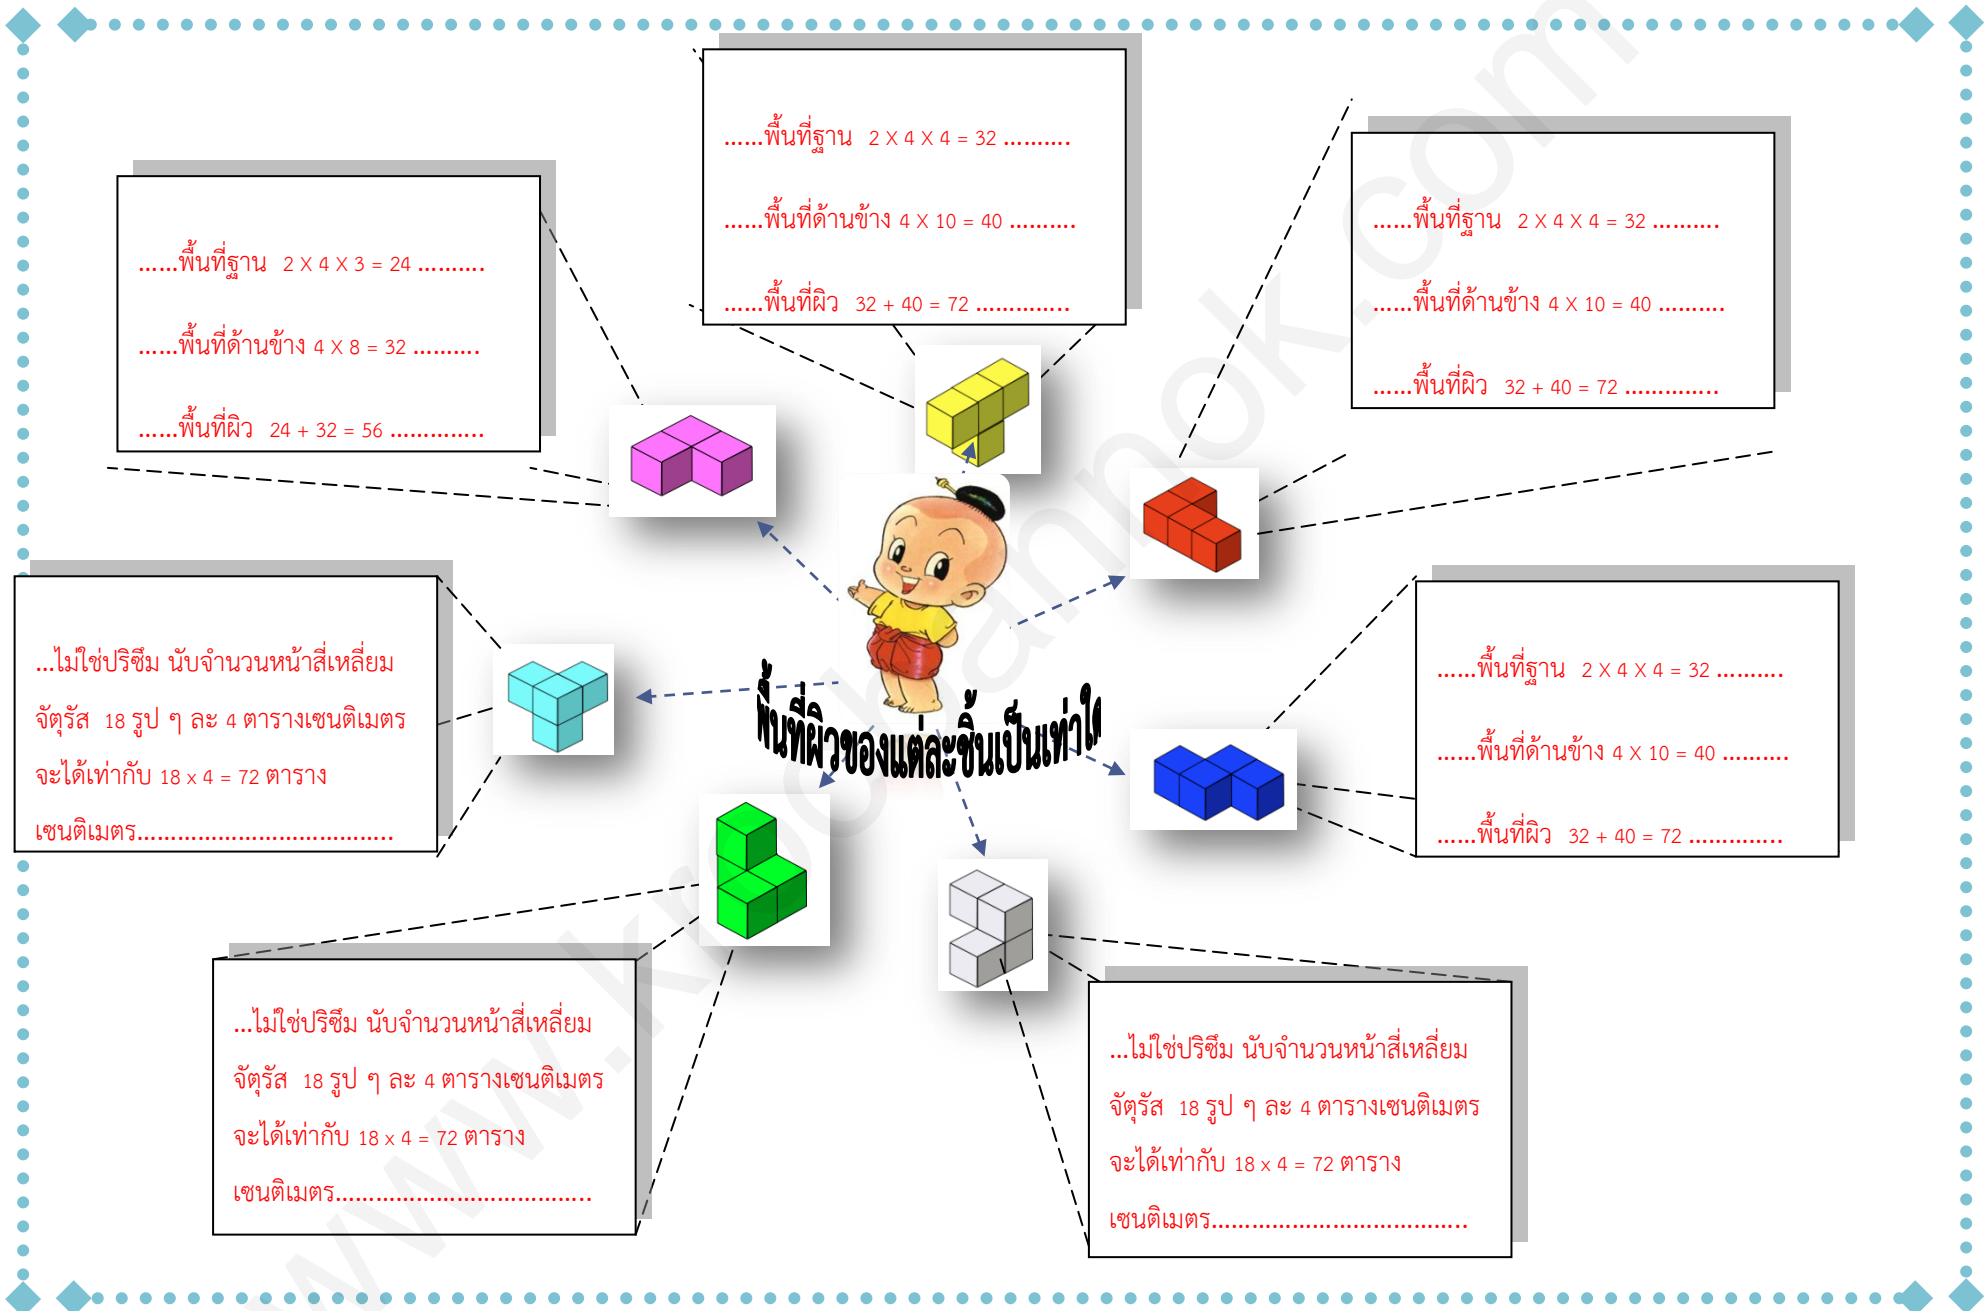 ......พื้นที่ฐาน 2 X 4 X 4 = 32 ..........
......พื้นที่ด้านข้าง 4 X 10 = 40 ..........
......พื้นที่ผิว 32 + 40 = 72 ..............
......พื้นที่ฐาน 2 X 4 X 3 = 24 ..........
......พื้นที่ด้านข้าง 4 X 8 = 32 ..........
......พื้นที่ผิว 24 + 32 = 56 ..............
......พื้นที่ฐาน 2 X 4 X 4 = 32 ..........
......พื้นที่ด้านข้าง 4 X 10 = 40 ..........
......พื้นที่ผิว 32 + 40 = 72 ..............
...ไม่ใช่ปริซึม นับจำนวนหน้าสี่เหลี่ยม
จัตุรัส 18 รูป ๆ ละ 4 ตารางเซนติเมตร
จะได้เท่ากับ 18 x 4 = 72 ตาราง
เซนติเมตร......................................
......พื้นที่ฐาน 2 X 4 X 4 = 32 ..........
......พื้นที่ด้านข้าง 4 X 10 = 40 ..........
......พื้นที่ผิว 32 + 40 = 72 ..............
พื้นที่ผิวของแต่ละชิ้นเป็นเท่าใด
...ไม่ใช่ปริซึม นับจำนวนหน้าสี่เหลี่ยม
จัตุรัส 18 รูป ๆ ละ 4 ตารางเซนติเมตร
จะได้เท่ากับ 18 x 4 = 72 ตาราง
เซนติเมตร......................................
...ไม่ใช่ปริซึม นับจำนวนหน้าสี่เหลี่ยม
จัตุรัส 18 รูป ๆ ละ 4 ตารางเซนติเมตร
จะได้เท่ากับ 18 x 4 = 72 ตาราง
เซนติเมตร......................................
www.kroobannok.com